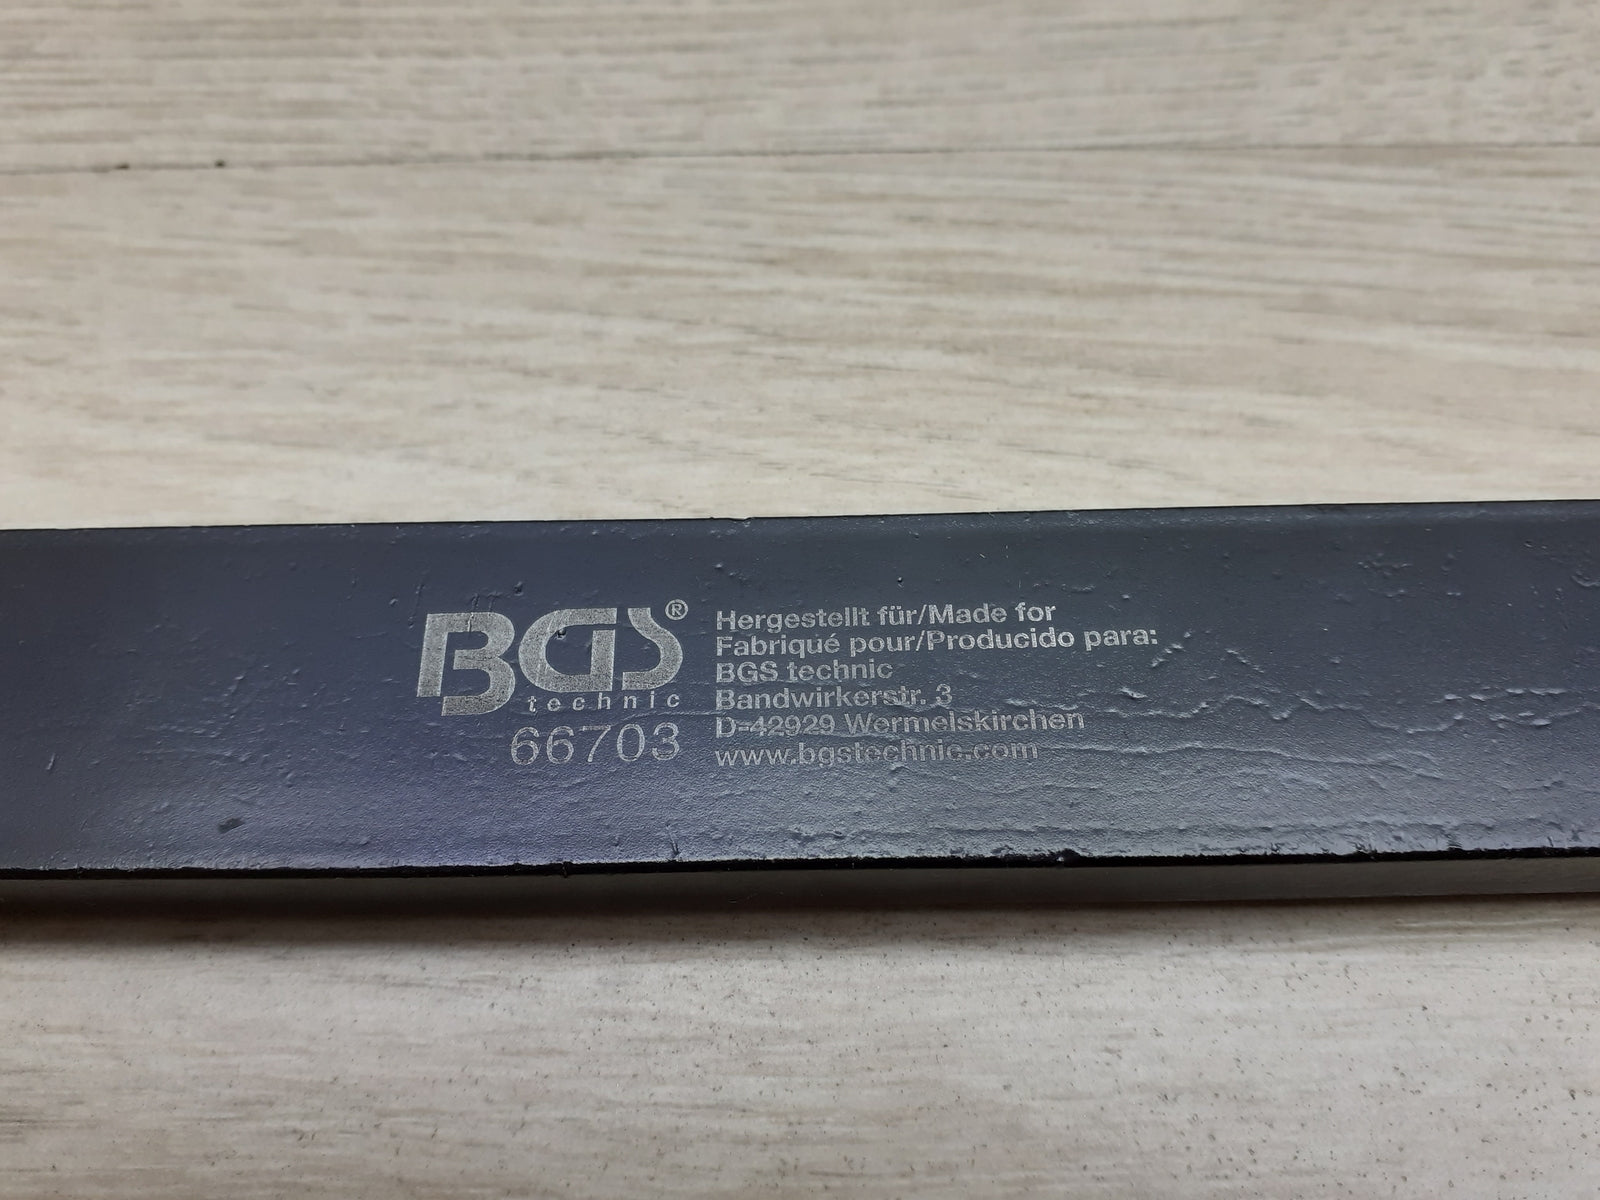 BGS®
technic
66703
Hergestellt für/Made for
Fabriqué pour/Producido para:
BGS technic
Bandwirkerstr. 3
D-42929 Wermelskirchen
www.bgstechnic.com